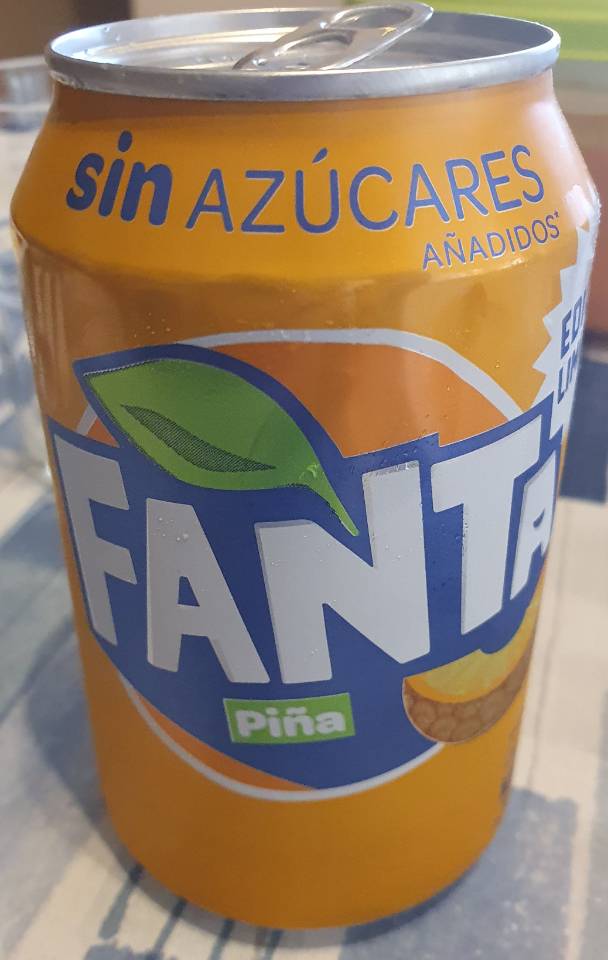 sin AZÚCARES
AÑADIDOS*
FANTA
Piña